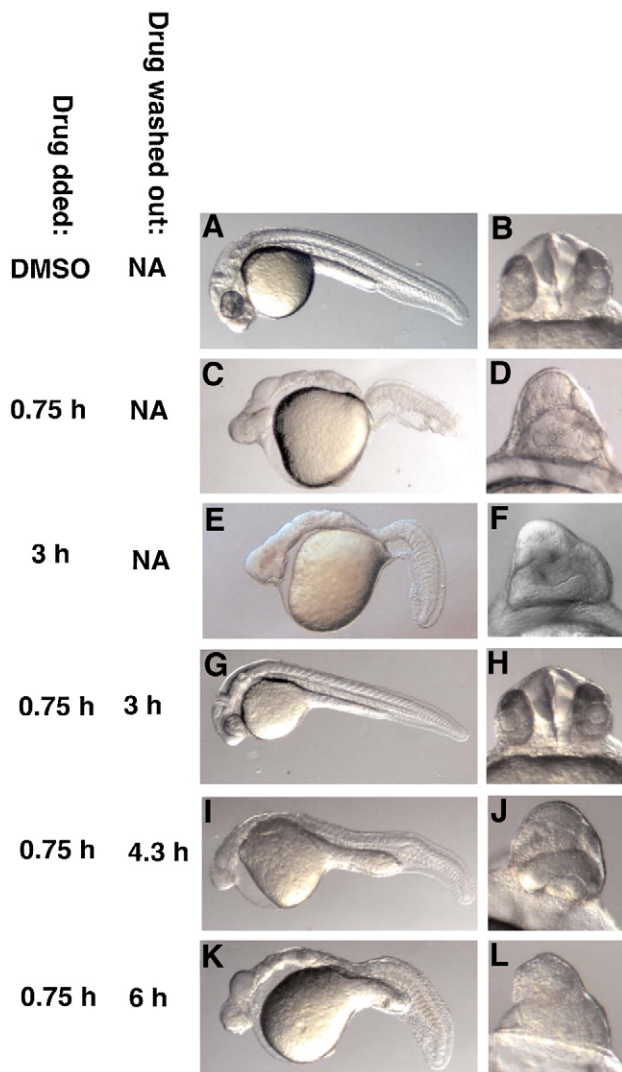 Drug dded:
Drug washed out:
A
B
DMSO NA
C
D
0.75 h NA
E
F
3 h NA
G
H
0.75 h 3 h
I
J
0.75 h 4.3 h
K
L
0.75 h 6 h